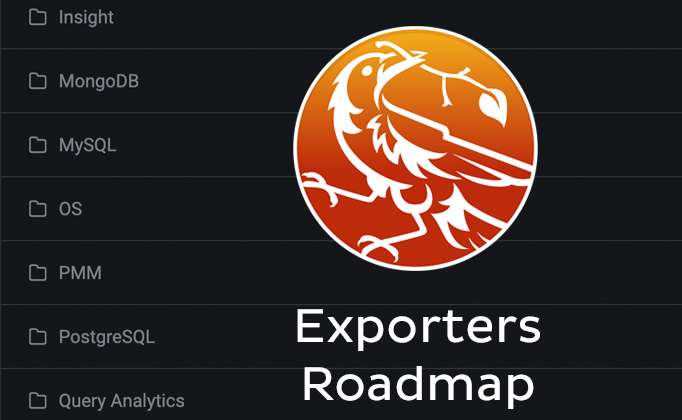 Insight
MongoDB
MySQL
OS
PMM
PostgreSQL
Query Analytics
Exporters
Roadmap